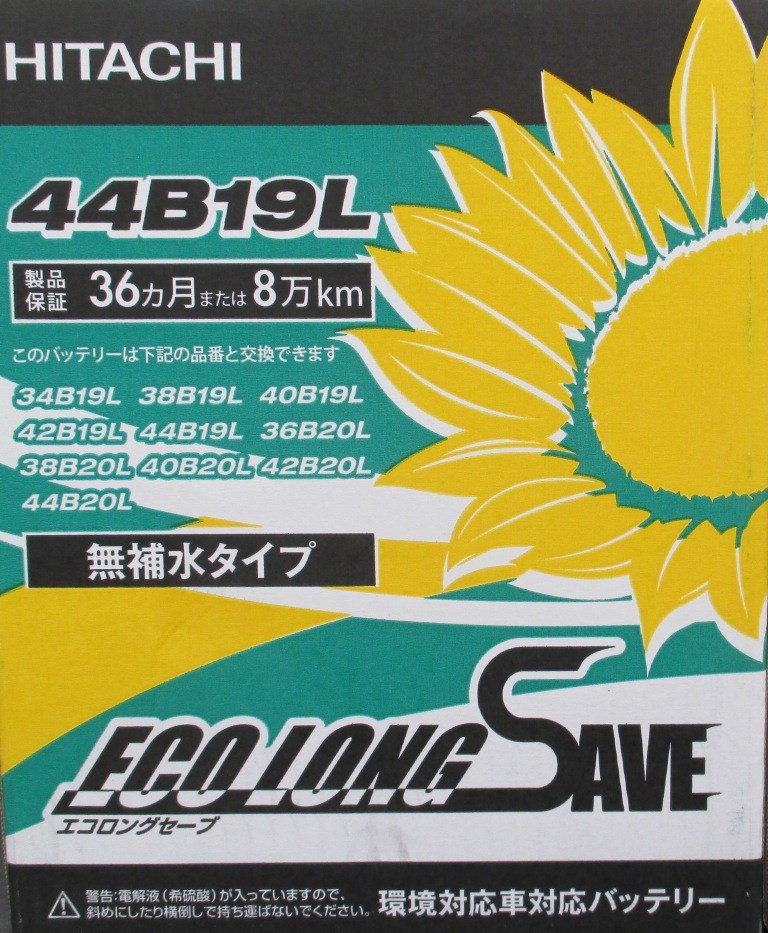 HITACHI
44B19L
製品保証 36カ月または8万km
このバッテリーは下記の品番と交換できます
34B19L 38B19L 40B19L
42B19L 44B19L 36B20L
38B20L 40B20L 42B20L
44B20L
無補水タイプ
ECO LONG SAVE
エコロングセーブ
警告:電解液(希硫酸)が入っていますので、
斜めにしたり横倒しで持ち運ばないでください。
環境対応車対応バッテリー